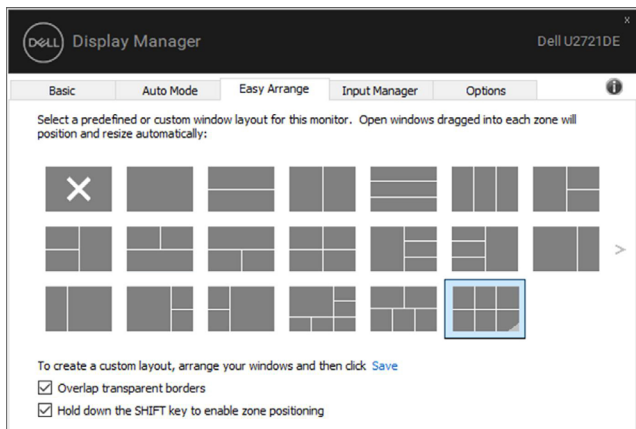 x
DELL Display Manager Dell U2721DE
Basic Auto Mode Easy Arrange Input Manager Options i
Select a predefined or custom window layout for this monitor. Open windows dragged into each zone will
position and resize automatically:
>
To create a custom layout, arrange your windows and then click Save
Overlap transparent borders
Hold down the SHIFT key to enable zone positioning